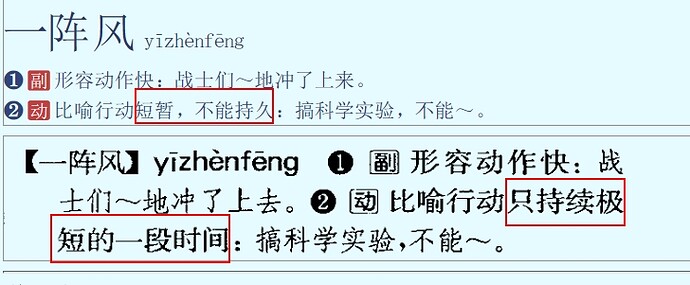 一阵风 yīzhènfēng
❶ 副 形容动作快：战士们～地冲了上来。
❷ 动 比喻行动短暂，不能持久：搞科学实验，不能～。
【一阵风】yīzhènfēng ❶ 副 形容动作快：战
士们～地冲了上去。❷ 动 比喻行动只持续极
短的一段时间：搞科学实验，不能～。